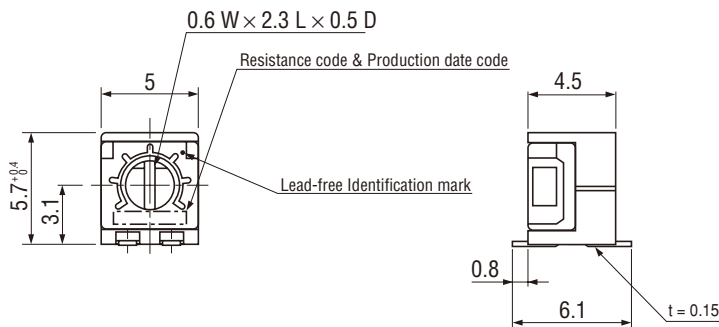 0.6 W × 2.3 L × 0.5 D
Resistance code & Production date code
5
4.5
5.7 +0.4 0
3.1
Lead-free Identification mark
0.8
6.1
t = 0.15